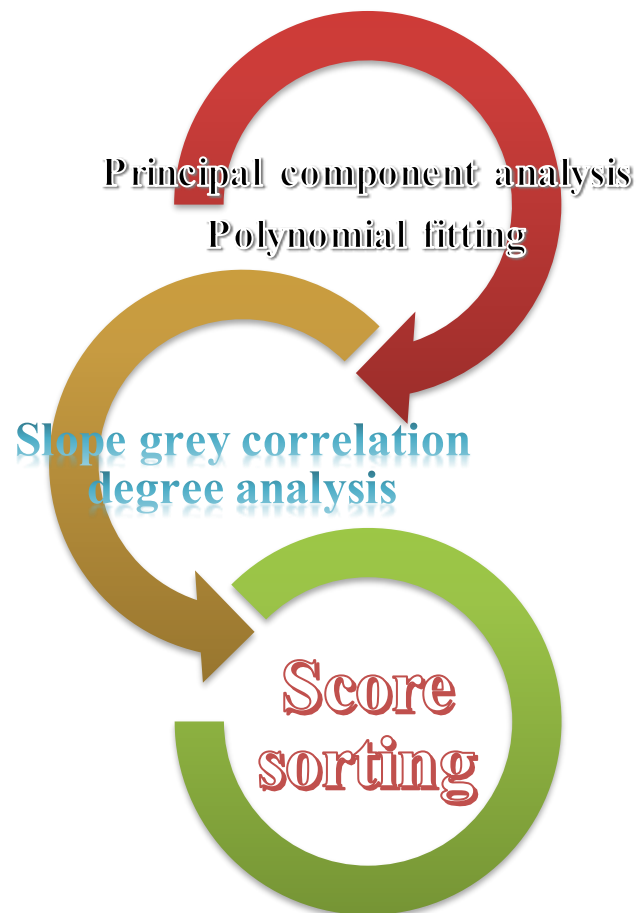 Principal component analysis
Polynomial fitting
Slope grey correlation
degree analysis
Score
sorting